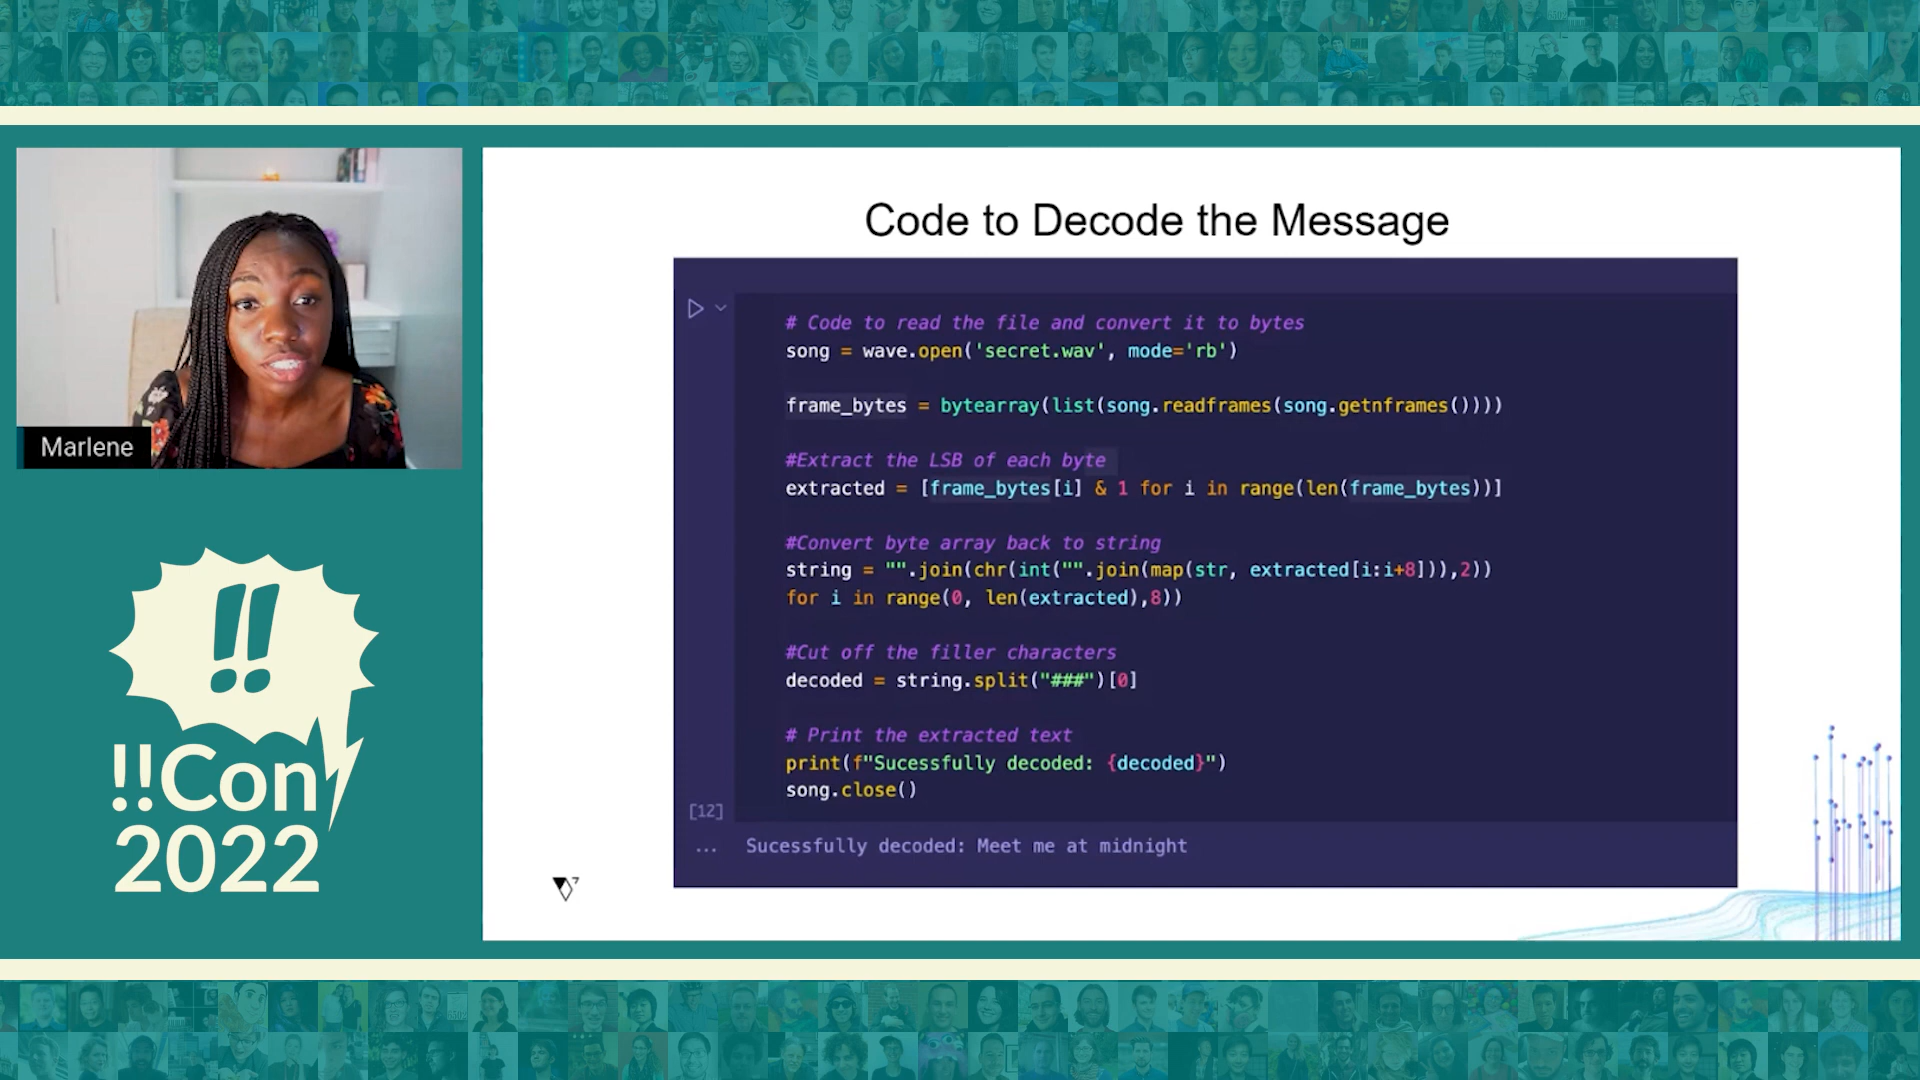 Marlene
!!
!!Con
2022
Code to Decode the Message
# Code to read the file and convert it to bytes
song = wave.open('secret.wav', mode='rb')
frame_bytes = bytearray(list(song.readframes(song.getnframes())))
#Extract the LSB of each byte
extracted = [frame_bytes[i] & 1 for i in range(len(frame_bytes))]
#Convert byte array back to string
string = "".join(chr(int("".join(map(str, extracted[i:i+8])),2))
for i in range(0, len(extracted),8))
#Cut off the filler characters
decoded = string.split("###")[0]
# Print the extracted text
print(f"Sucessfully decoded: {decoded}")
song.close()
[12]
... Sucessfully decoded: Meet me at midnight